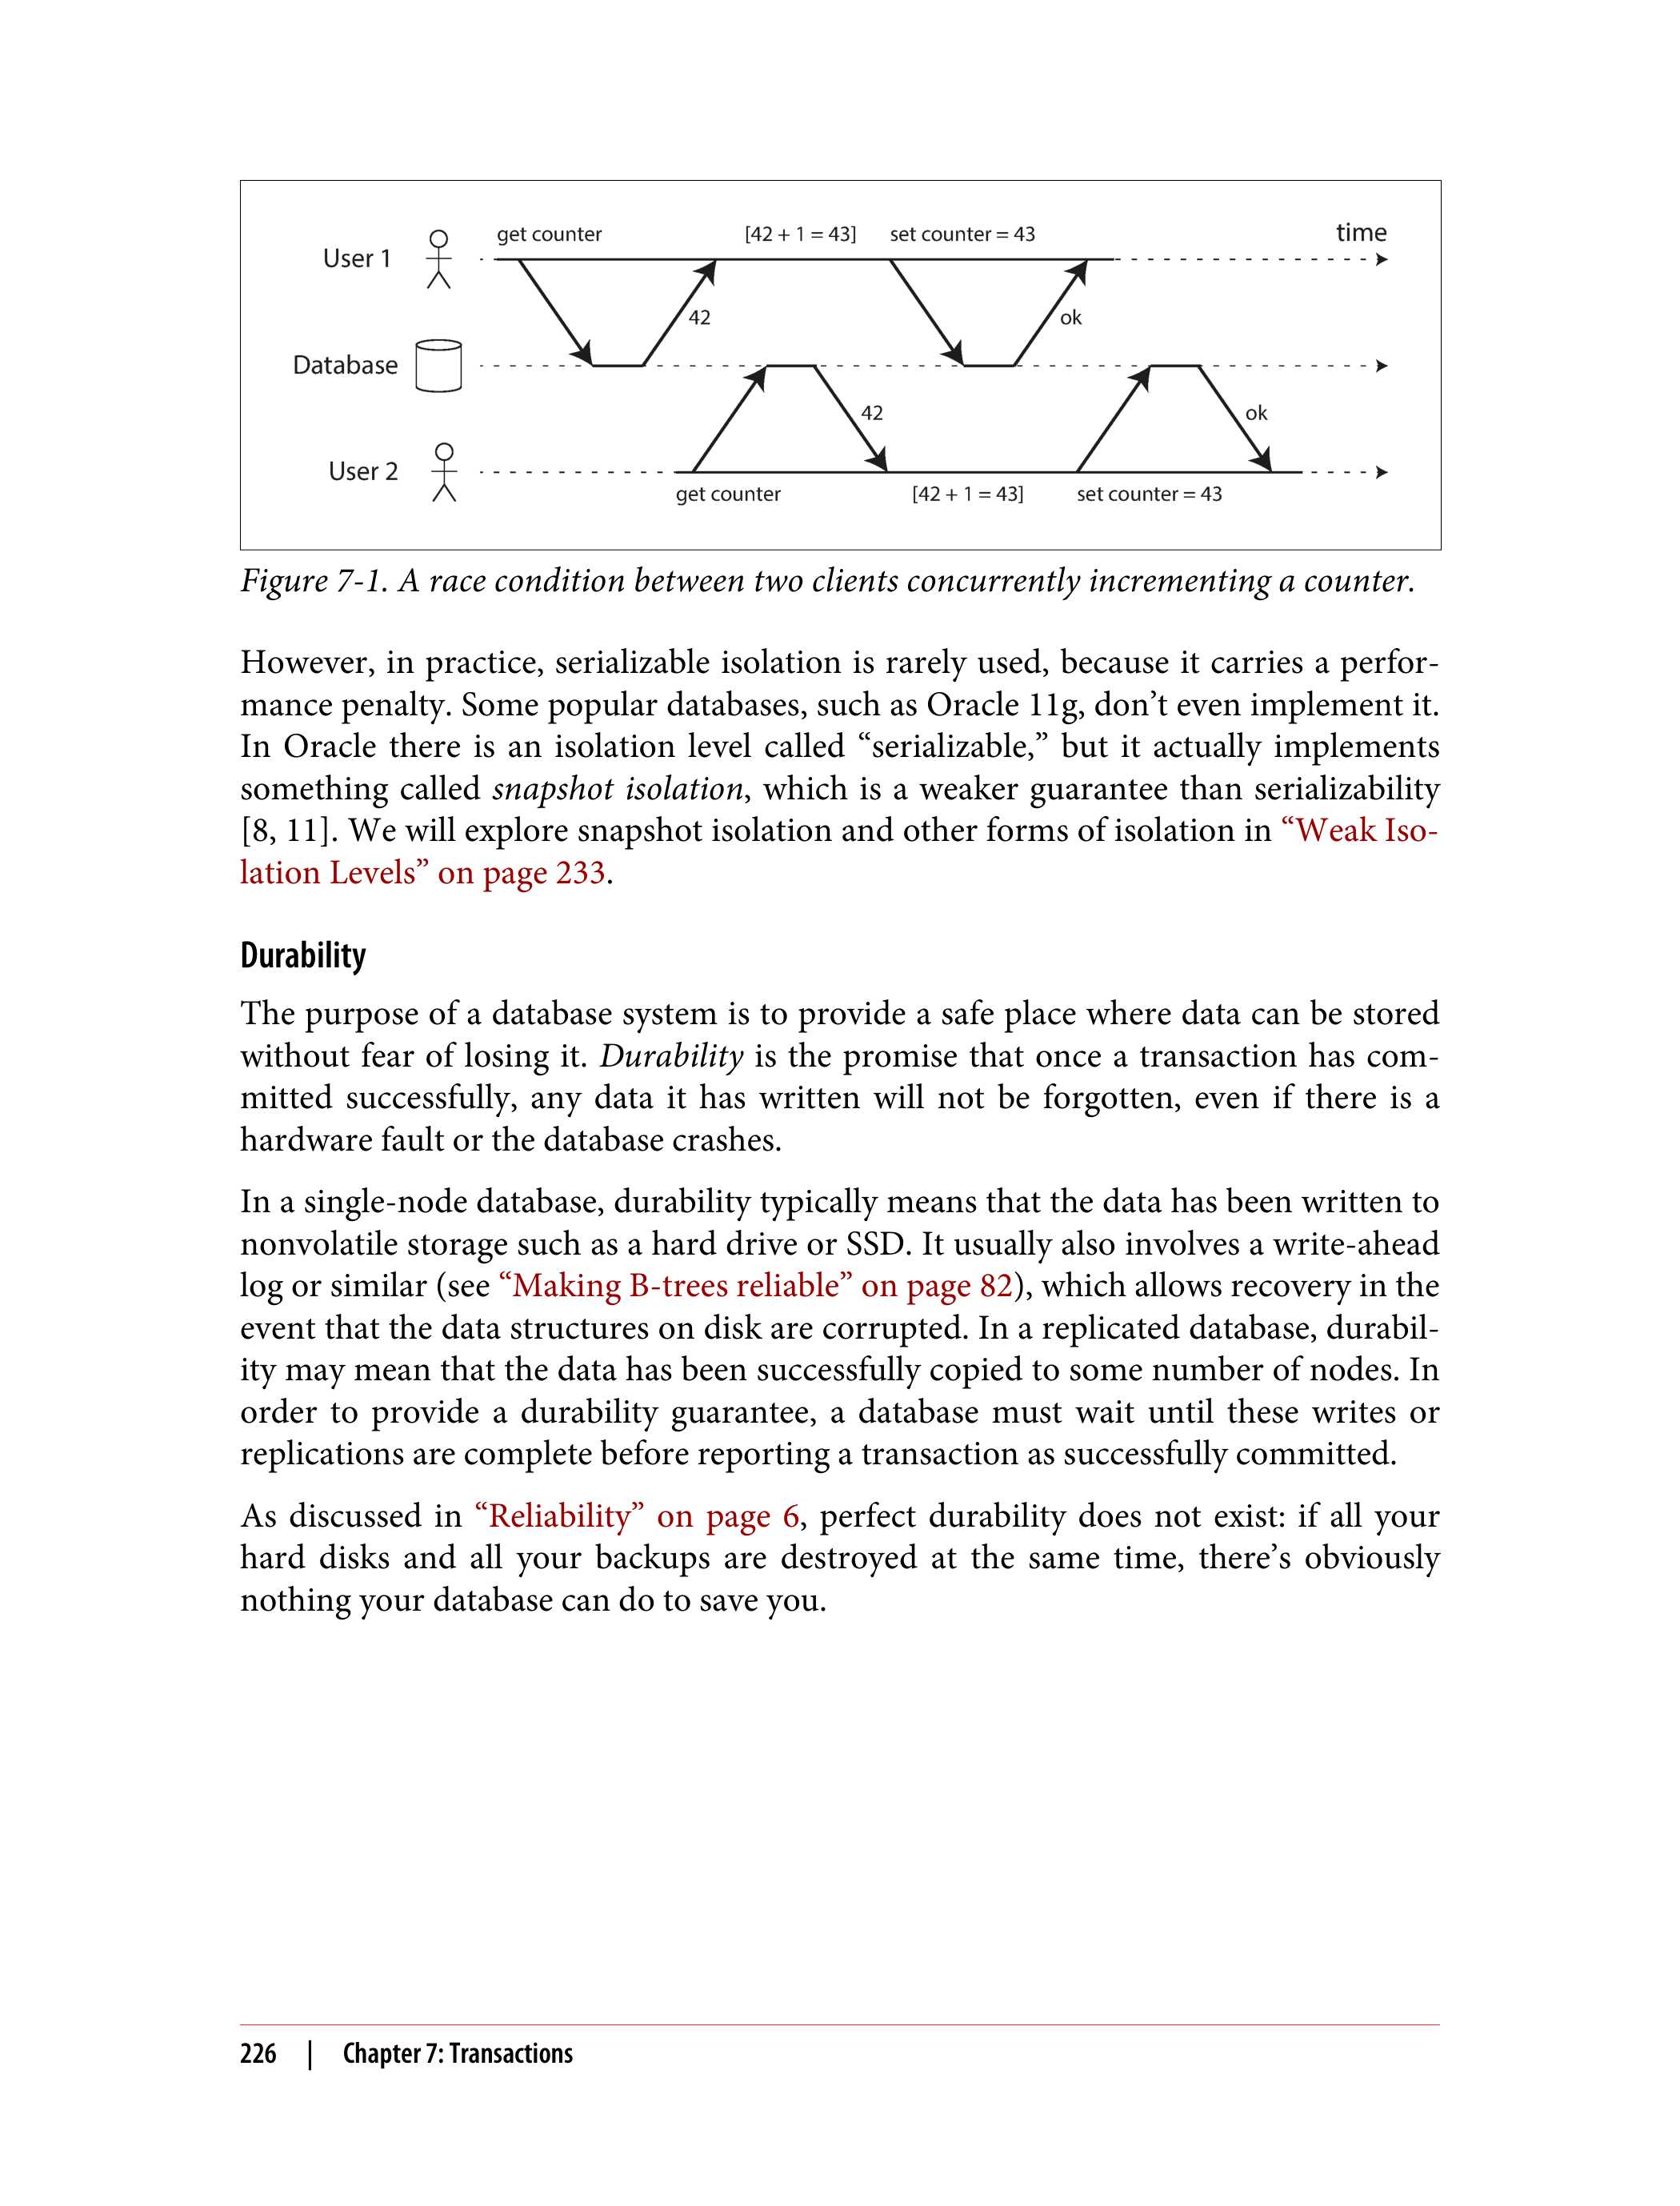 get counter [42 + 1 = 43] set counter = 43 time
User 1
42 ok
Database
42 ok
User 2
get counter [42 + 1 = 43] set counter = 43
Figure 7-1. A race condition between two clients concurrently incrementing a counter.
However, in practice, serializable isolation is rarely used, because it carries a perfor-
mance penalty. Some popular databases, such as Oracle 11g, don’t even implement it.
In Oracle there is an isolation level called “serializable,” but it actually implements
something called snapshot isolation, which is a weaker guarantee than serializability
[8, 11]. We will explore snapshot isolation and other forms of isolation in “Weak Iso-
lation Levels” on page 233.
Durability
The purpose of a database system is to provide a safe place where data can be stored
without fear of losing it. Durability is the promise that once a transaction has com-
mitted successfully, any data it has written will not be forgotten, even if there is a
hardware fault or the database crashes.
In a single-node database, durability typically means that the data has been written to
nonvolatile storage such as a hard drive or SSD. It usually also involves a write-ahead
log or similar (see “Making B-trees reliable” on page 82), which allows recovery in the
event that the data structures on disk are corrupted. In a replicated database, durabil-
ity may mean that the data has been successfully copied to some number of nodes. In
order to provide a durability guarantee, a database must wait until these writes or
replications are complete before reporting a transaction as successfully committed.
As discussed in “Reliability” on page 6, perfect durability does not exist: if all your
hard disks and all your backups are destroyed at the same time, there’s obviously
nothing your database can do to save you.
226 | Chapter 7: Transactions